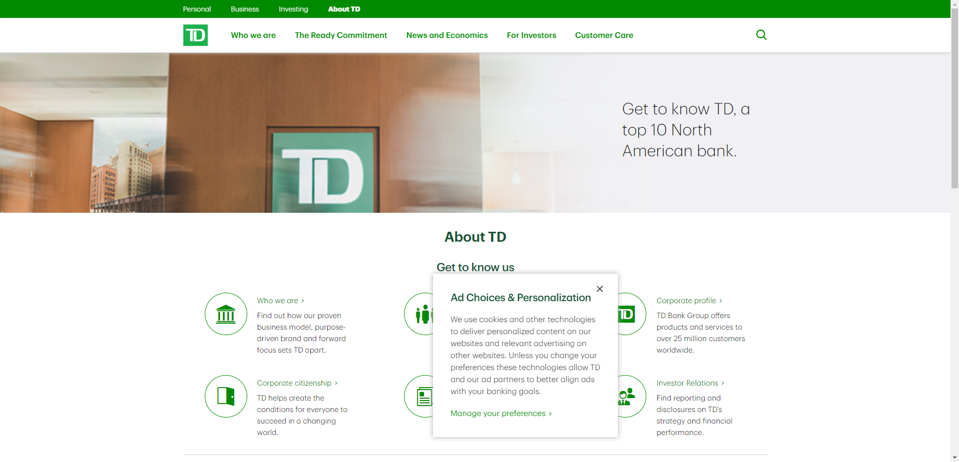 Personal
Business
Investing
About TD
TD
Who we are
The Ready Commitment
News and Economics
For Investors
Customer Care
TD
Get to know TD, a
top 10 North
American bank.
About TD
Get to know us
Who we are ›
Find out how our proven
business model, purpose-
driven brand and forward
focus sets TD apart.
Corporate profile ›
TD
TD Bank Group offers
products and services to
over 25 million customers
worldwide.
Corporate citizenship ›
TD helps create the
conditions for everyone to
succeed in a changing
world.
Investor Relations ›
Find reporting and
disclosures on TD's
strategy and financial
performance.
Ad Choices & Personalization
We use cookies and other technologies
to deliver personalized content on our
websites and relevant advertising on
other websites. Unless you change your
preferences these technologies allow TD
and our ad partners to better align ads
with your banking goals.
Manage your preferences ›